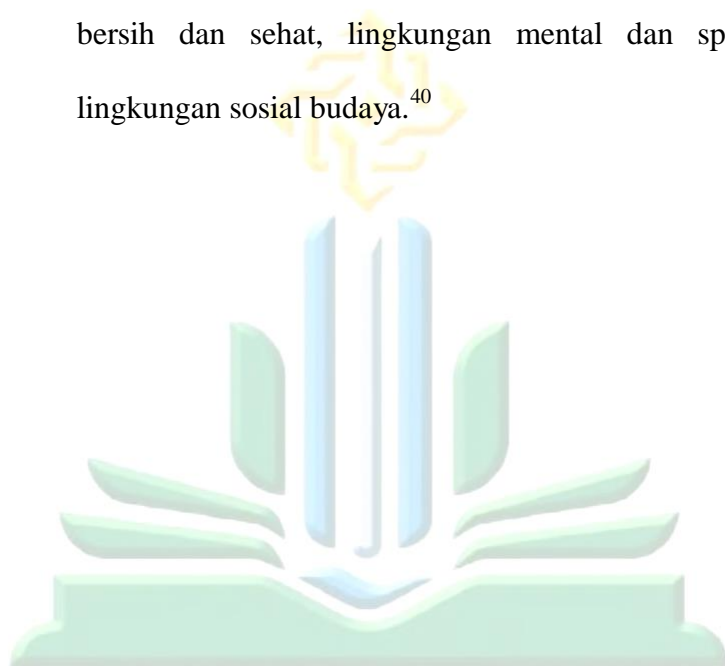 bersih dan sehat, lingkungan mental dan sp
lingkungan sosial budaya.⁴⁰